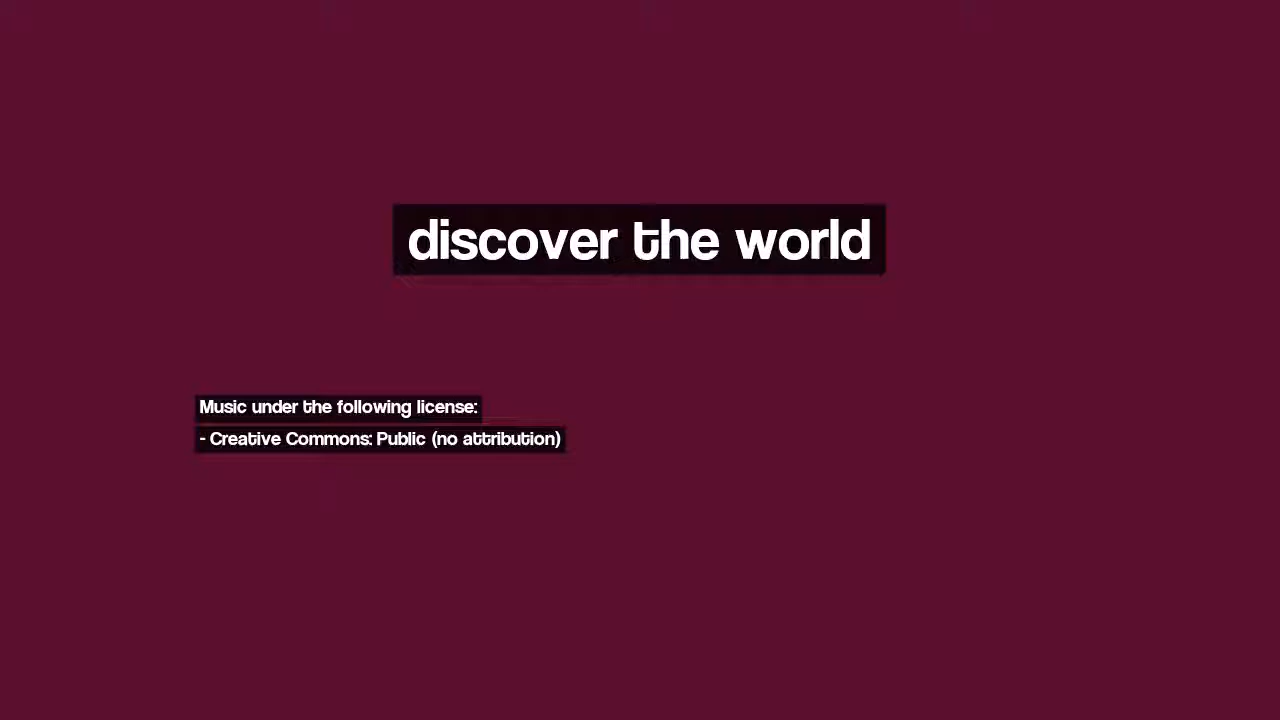 discover the world
Music under the following license:
- Creative Commons: Public (no attribution)